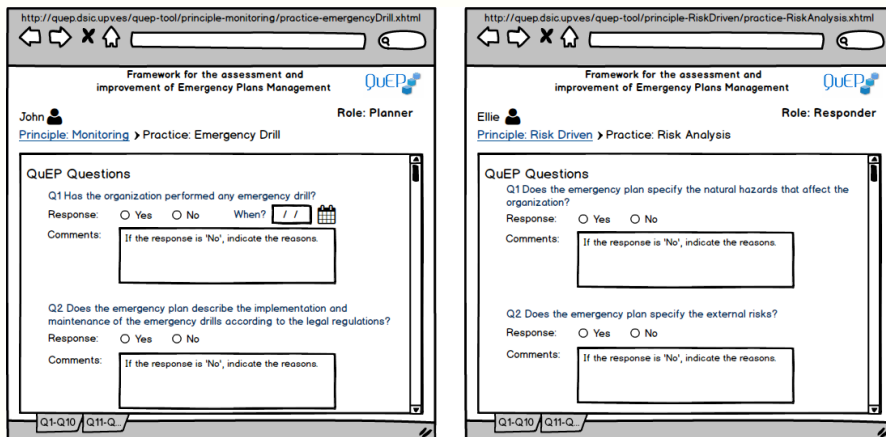 http://quep.dsic.upv.es/quep-tool/principle-monitoring/practice-emergencyDrill.xhtml
Framework for the assessment and
improvement of Emergency Plans Management
QuEP
John
Role: Planner
Principle: Monitoring > Practice: Emergency Drill
QuEP Questions
Q1 Has the organization performed any emergency drill?
Response: Yes No When? / /
Comments: If the response is 'No', indicate the reasons.
Q2 Does the emergency plan describe the implementation and
maintenance of the emergency drills according to the legal regulations?
Response: Yes No
Comments: If the response is 'No', indicate the reasons.
Q1-Q10 Q11-Q...
http://quep.dsic.upv.es/quep-tool/principle-RiskDriven/practice-RiskAnalysis.xhtml
Framework for the assessment and
improvement of Emergency Plans Management
QuEP
Ellie
Role: Responder
Principle: Risk Driven > Practice: Risk Analysis
QuEP Questions
Q1 Does the emergency plan specify the natural hazards that affect the
organization?
Response: Yes No
Comments: If the response is 'No', indicate the reasons.
Q2 Does the emergency plan specify the external risks?
Response: Yes No
Comments: If the response is 'No', indicate the reasons.
Q1-Q10 Q11-Q...